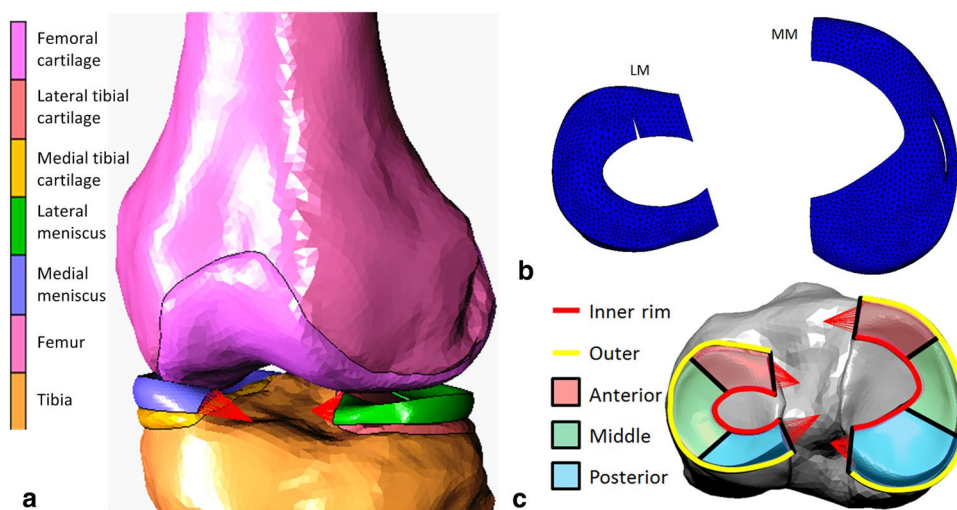 Femoral
cartilage
Lateral tibial
cartilage
Medial tibial
cartilage
Lateral
meniscus
Medial
meniscus
Femur
Tibia
a
LM
MM
b
Inner rim
Outer
Anterior
Middle
Posterior
c